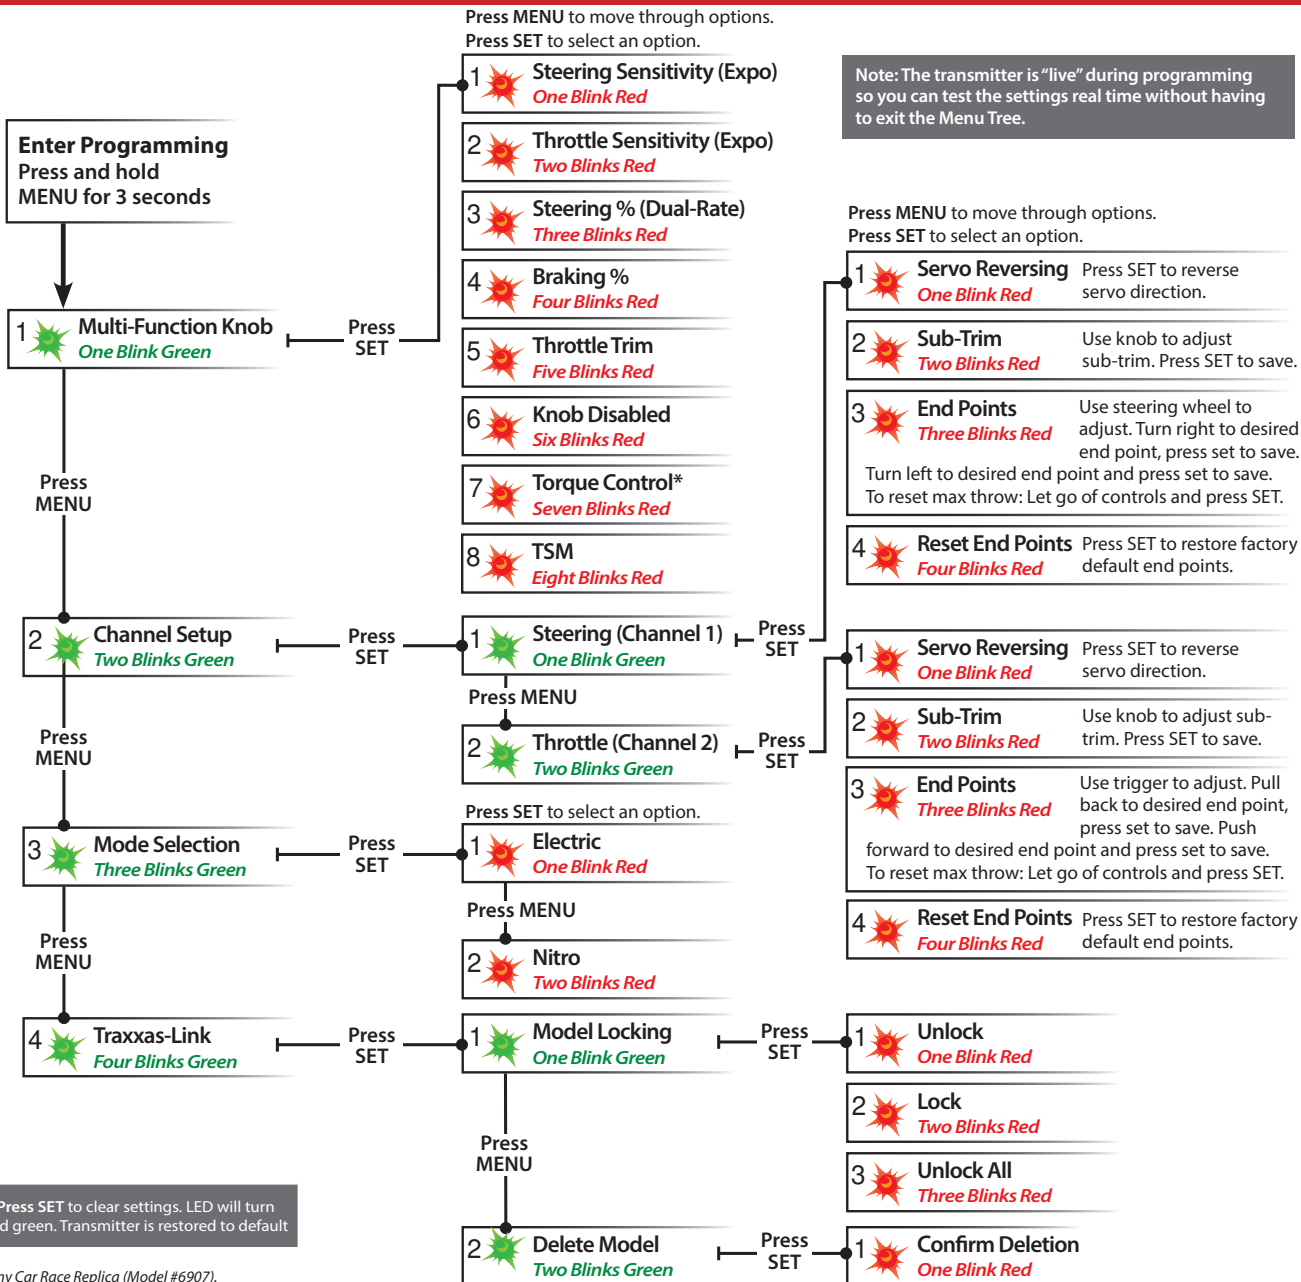 Press MENU to move through options.
Press SET to select an option.
Note: The transmitter is “live” during programming
so you can test the settings real time without having
to exit the Menu Tree.
Enter Programming
Press and hold
MENU for 3 seconds
1
Multi-Function Knob
One Blink Green
Press
SET
1
Steering Sensitivity (Expo)
One Blink Red
2
Throttle Sensitivity (Expo)
Two Blinks Red
3
Steering % (Dual-Rate)
Three Blinks Red
4
Braking %
Four Blinks Red
5
Throttle Trim
Five Blinks Red
6
Knob Disabled
Six Blinks Red
7
Torque Control*
Seven Blinks Red
8
TSM
Eight Blinks Red
Press
MENU
2
Channel Setup
Two Blinks Green
Press
SET
1
Steering (Channel 1)
One Blink Green
Press
SET
Press MENU to move through options.
Press SET to select an option.
1
Servo Reversing
One Blink Red
Press SET to reverse
servo direction.
2
Sub-Trim
Two Blinks Red
Use knob to adjust
sub-trim. Press SET to save.
3
End Points
Three Blinks Red
Use steering wheel to
adjust. Turn right to desired
end point, press set to save.
Turn left to desired end point and press set to save.
To reset max throw: Let go of controls and press SET.
4
Reset End Points
Four Blinks Red
Press SET to restore factory
default end points.
Press MENU
2
Throttle (Channel 2)
Two Blinks Green
Press
SET
1
Servo Reversing
One Blink Red
Press SET to reverse
servo direction.
2
Sub-Trim
Two Blinks Red
Use knob to adjust sub-
trim. Press SET to save.
3
End Points
Three Blinks Red
Use trigger to adjust. Pull
back to desired end point,
press set to save. Push
forward to desired end point and press set to save.
To reset max throw: Let go of controls and press SET.
4
Reset End Points
Four Blinks Red
Press SET to restore factory
default end points.
Press
MENU
3
Mode Selection
Three Blinks Green
Press
SET
Press SET to select an option.
1
Electric
One Blink Red
Press MENU
2
Nitro
Two Blinks Red
Press
MENU
4
Traxxas-Link
Four Blinks Green
Press
SET
1
Model Locking
One Blink Green
Press
SET
1
Unlock
One Blink Red
2
Lock
Two Blinks Red
3
Unlock All
Three Blinks Red
Press
MENU
2
Delete Model
Two Blinks Green
Press
SET
1
Confirm Deletion
One Blink Red
Press SET to clear settings. LED will turn
d green. Transmitter is restored to default
ny Car Race Replica (Model #6907).